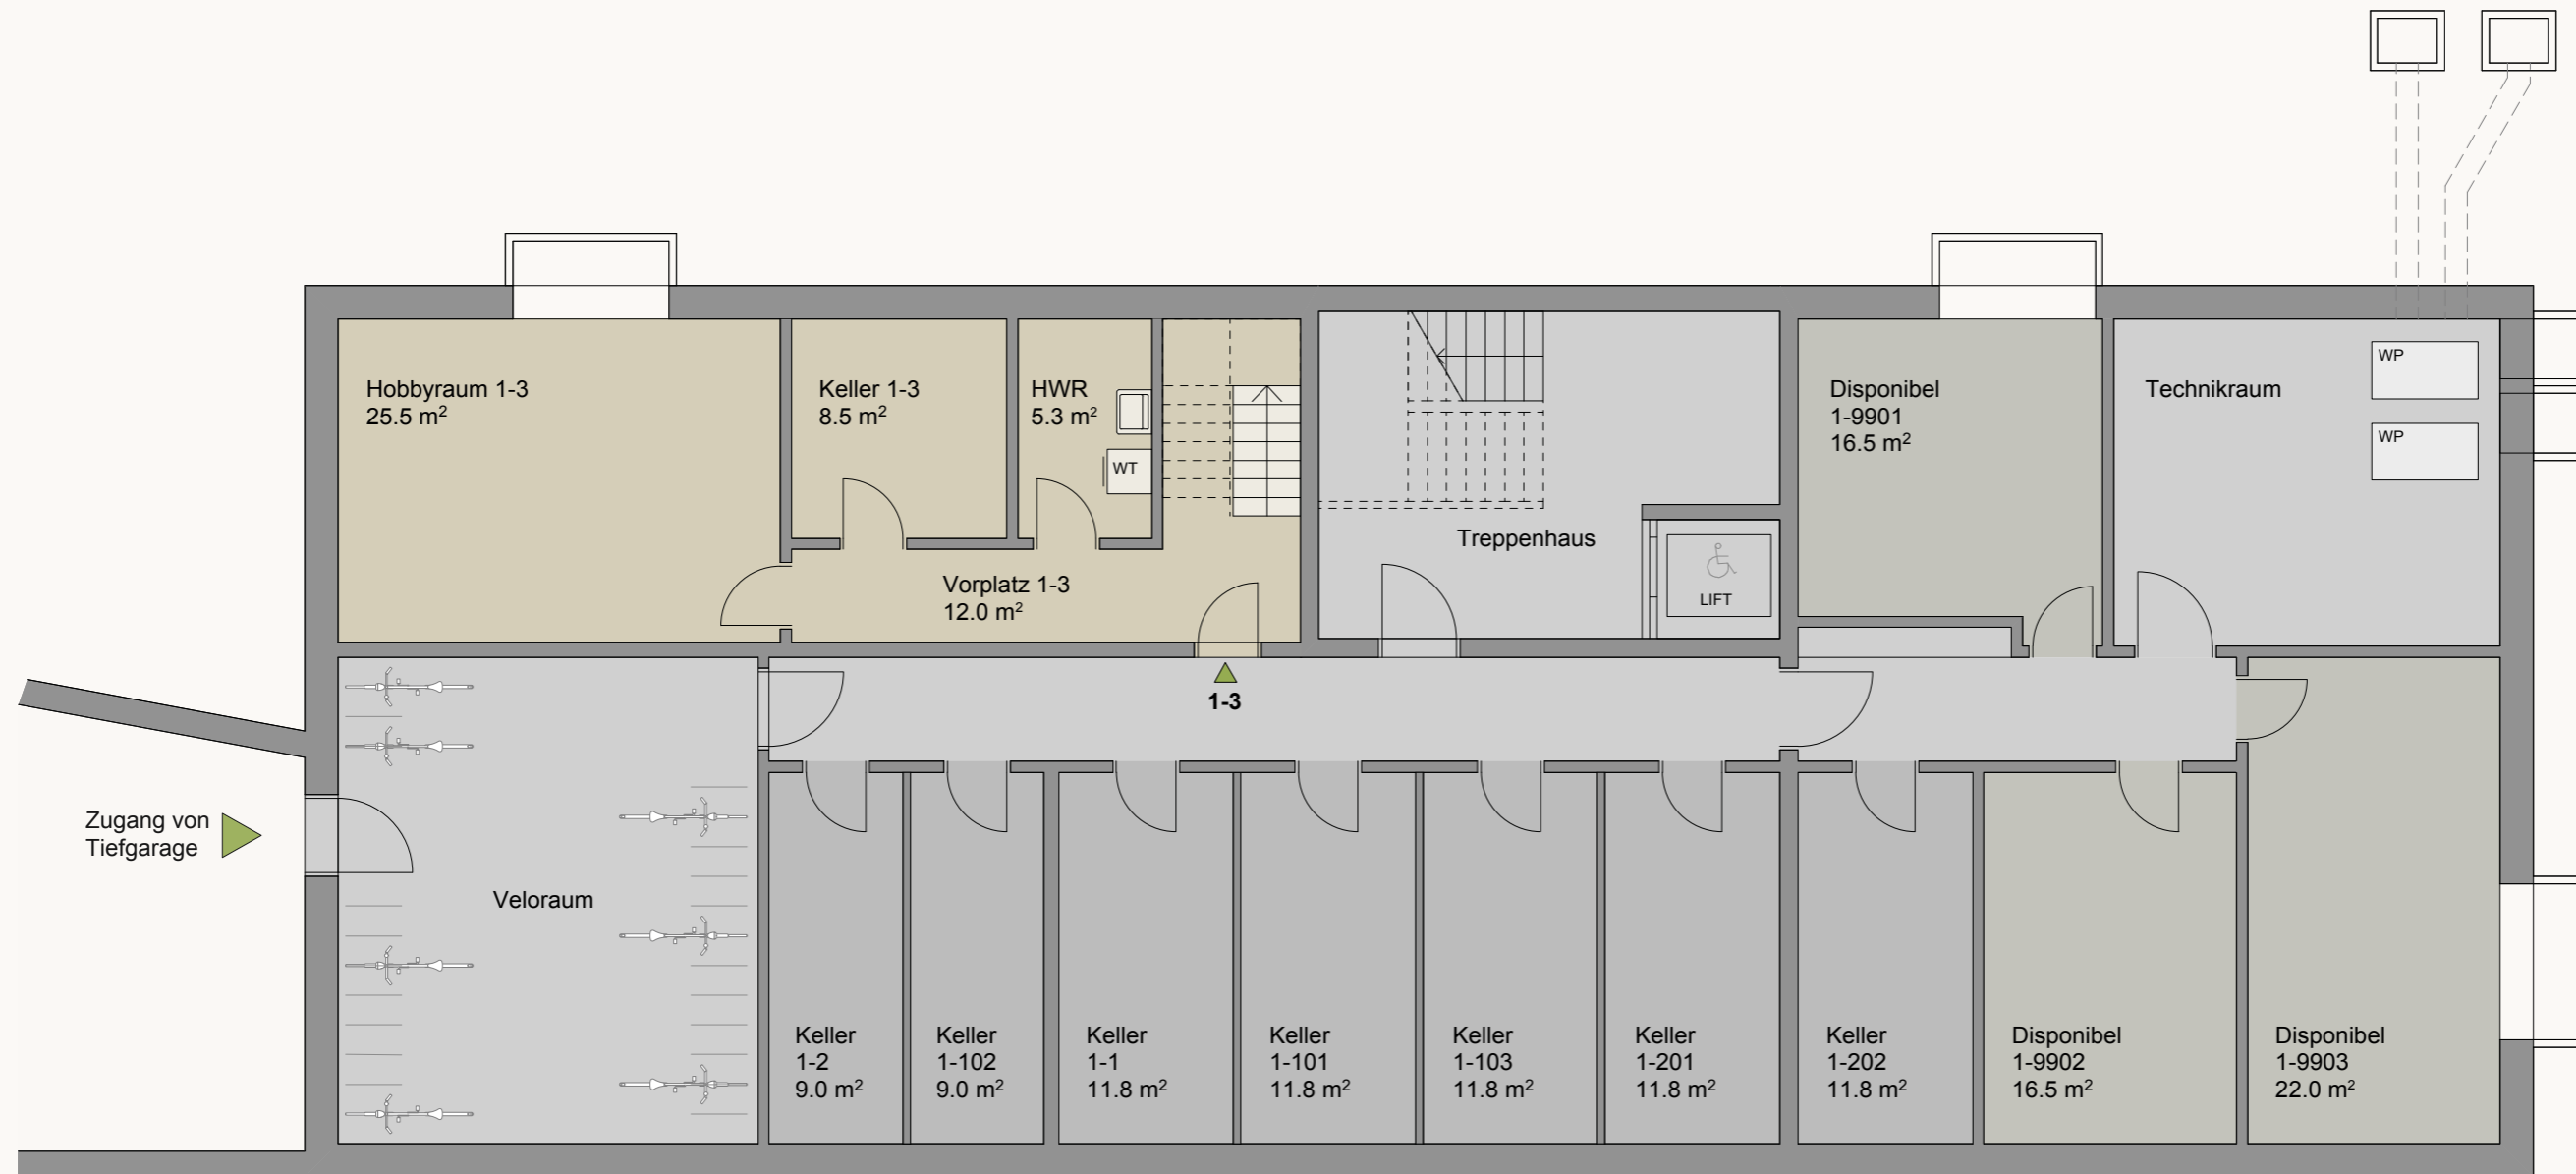 Hobbyraum 1-3
25.5 m²
Keller 1-3
8.5 m²
HWR
5.3 m²
WT
Vorplatz 1-3
12.0 m²
Treppenhaus
LIFT
Disponibel
1-9901
16.5 m²
Technikraum
WP
WP
1-3
Zugang von
Tiefgarage
Veloraum
Keller
1-2
9.0 m²
Keller
1-102
9.0 m²
Keller
1-1
11.8 m²
Keller
1-101
11.8 m²
Keller
1-103
11.8 m²
Keller
1-201
11.8 m²
Keller
1-202
11.8 m²
Disponibel
1-9902
16.5 m²
Disponibel
1-9903
22.0 m²